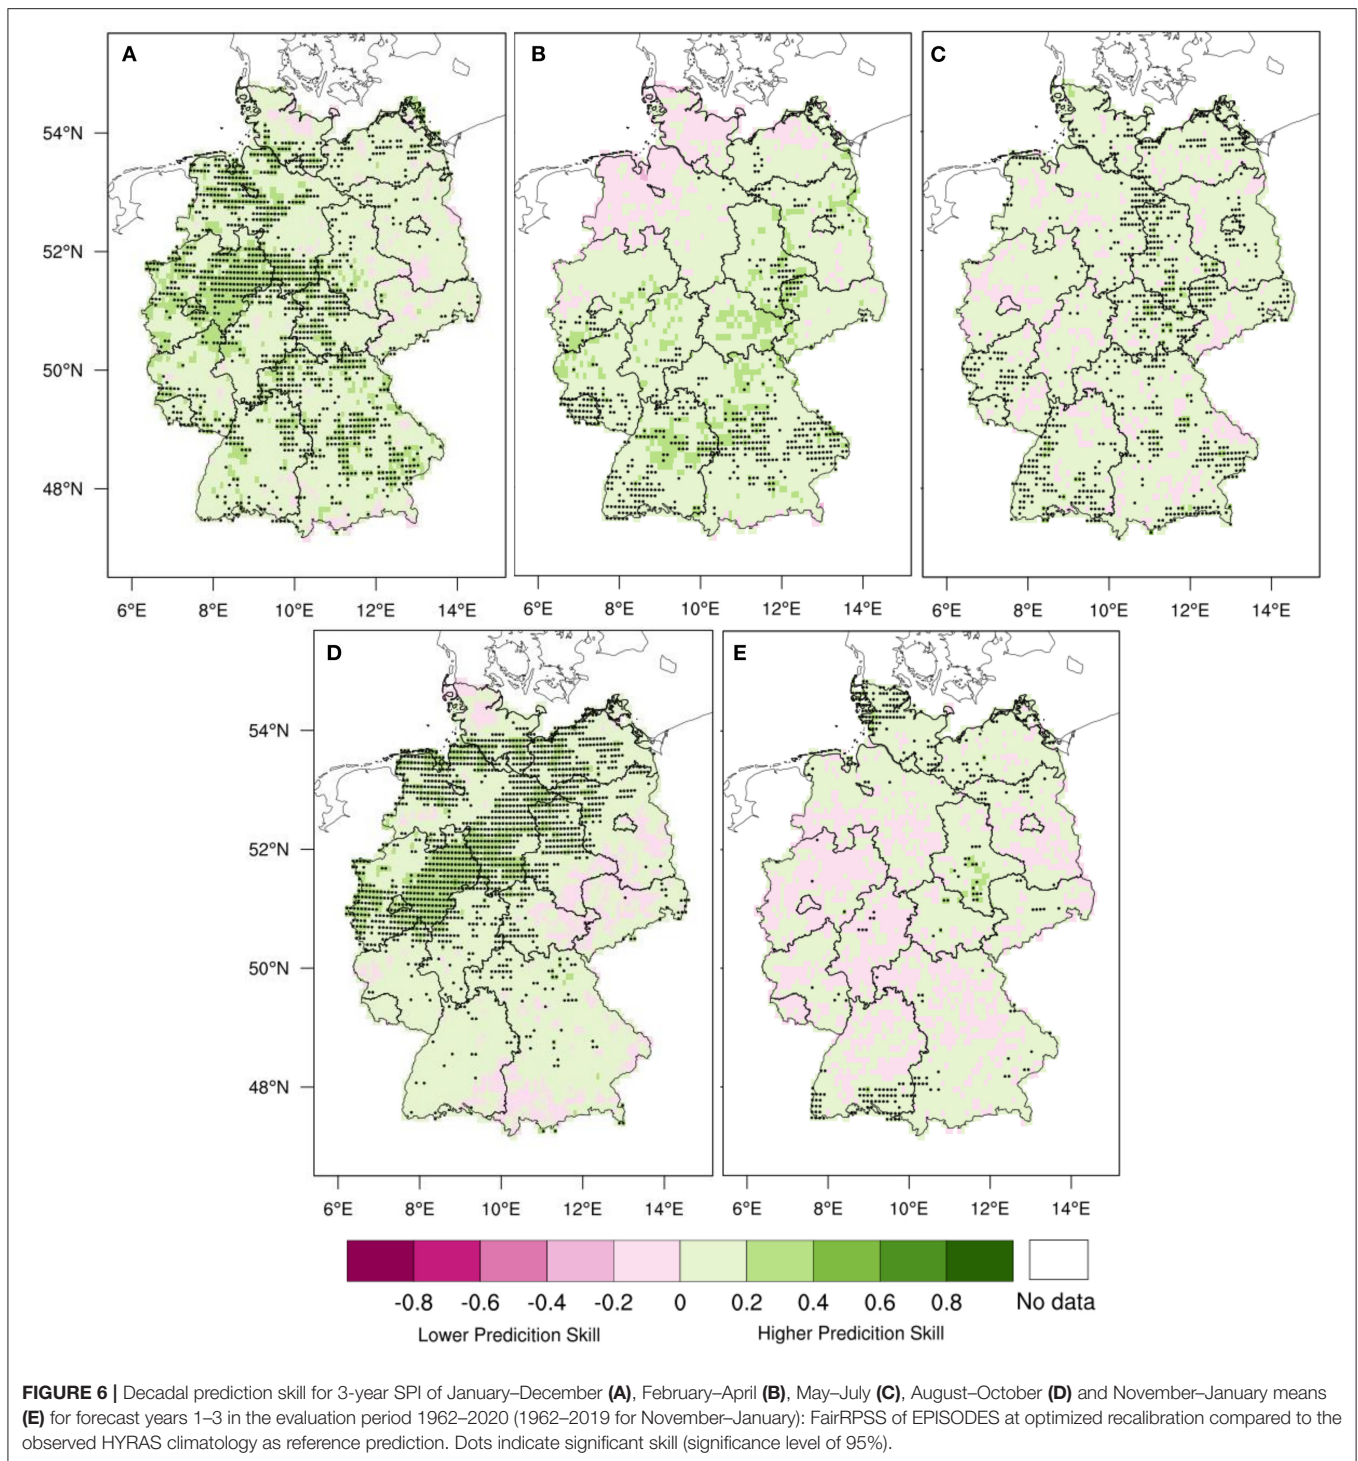 A
B
C
54°N
52°N
50°N
48°N
6°E 8°E 10°E 12°E 14°E
6°E 8°E 10°E 12°E 14°E
6°E 8°E 10°E 12°E 14°E
D
E
54°N
52°N
50°N
48°N
6°E 8°E 10°E 12°E 14°E
6°E 8°E 10°E 12°E 14°E
-0.8 -0.6 -0.4 -0.2 0 0.2 0.4 0.6 0.8 No data
Lower Predicition Skill Higher Predicition Skill
FIGURE 6 | Decadal prediction skill for 3-year SPI of January–December (A), February–April (B), May–July (C), August–October (D) and November–January means
(E) for forecast years 1–3 in the evaluation period 1962–2020 (1962–2019 for November–January): FairRPSS of EPISODES at optimized recalibration compared to the
observed HYRAS climatology as reference prediction. Dots indicate significant skill (significance level of 95%).